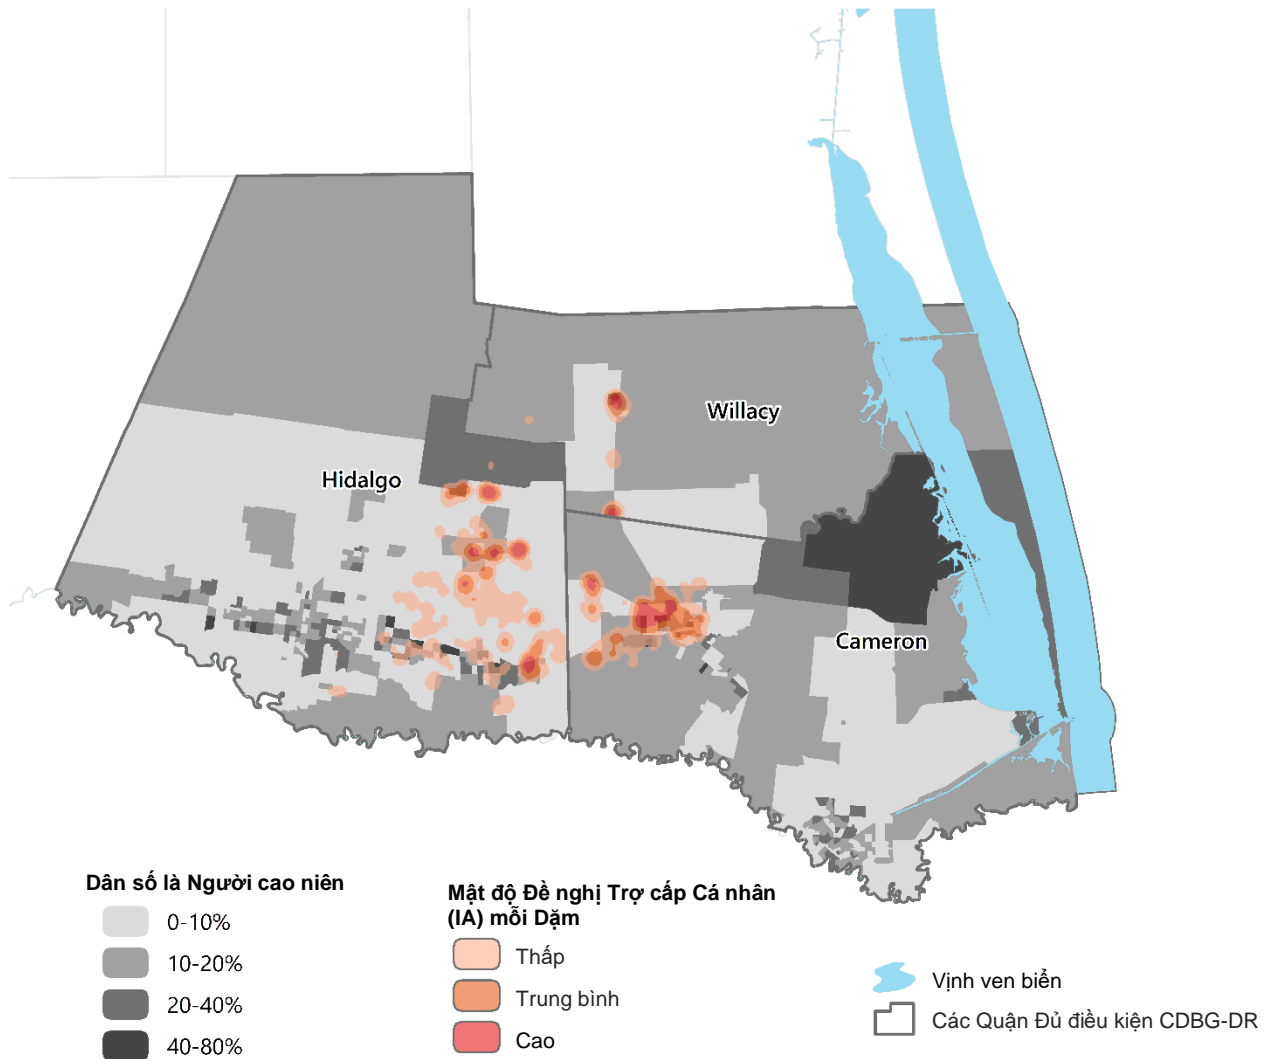 Willacy
Hidalgo
Cameron
Dân số là Người cao niên
0-10%
10-20%
20-40%
40-80%
Mật độ Đề nghị Trợ cấp Cá nhân
(IA) mỗi Dặm
Thấp
Trung bình
Cao
Vịnh ven biển
Các Quận Đủ điều kiện CDBG-DR